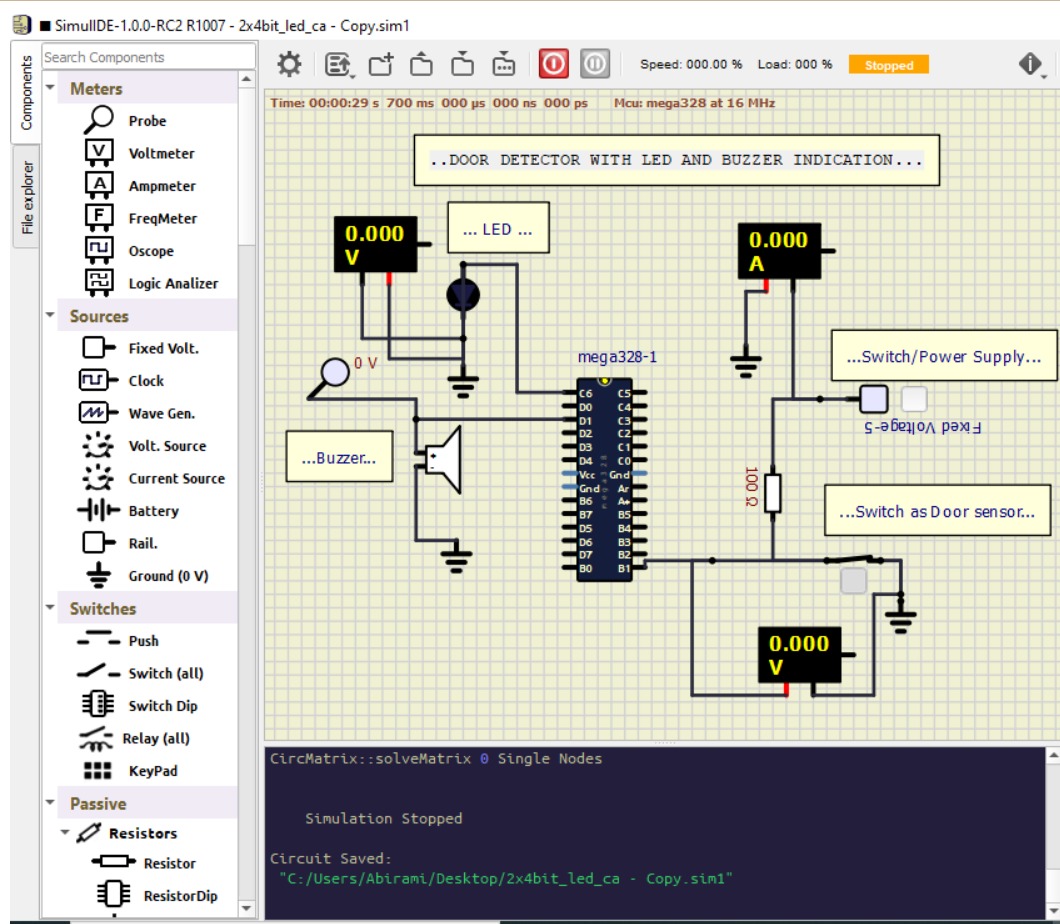 SimulIDE-1.0.0-RC2 R1007 - 2x4bit_led_ca - Copy.sim1
Components
File explorer
Search Components
Meters
Probe
Voltmeter
Ampmeter
FreqMeter
Oscope
Logic Analizer
Sources
Fixed Volt.
Clock
Wave Gen.
Volt. Source
Current Source
Battery
Rail.
Ground (0 V)
Switches
Push
Switch (all)
Switch Dip
Relay (all)
KeyPad
Passive
Resistors
Resistor
ResistorDip
Speed: 000.00 % Load: 000 % Stopped
Time: 00:00:29 s 700 ms 000 µs 000 ns 000 ps Mcu: mega328 at 16 MHz
..DOOR DETECTOR WITH LED AND BUZZER INDICATION...
0.000
V
... LED ...
0.000
A
0 V
mega328-1
...Switch/Power Supply...
Fixed Voltage-5
...Buzzer...
100 Ω
...Switch as Door sensor...
C6 C5
D0 C4
D1 C3
D2 C2
D3 C1
D4 C0
Vcc Gnd
Gnd Ar
B6 A+
B7 B5
D5 B4
D6 B3
D7 B2
B0 B1
mega328
0.000
V
CircMatrix::solveMatrix 0 Single Nodes
Simulation Stopped
Circuit Saved:
"C:/Users/Abirami/Desktop/2x4bit_led_ca - Copy.sim1"